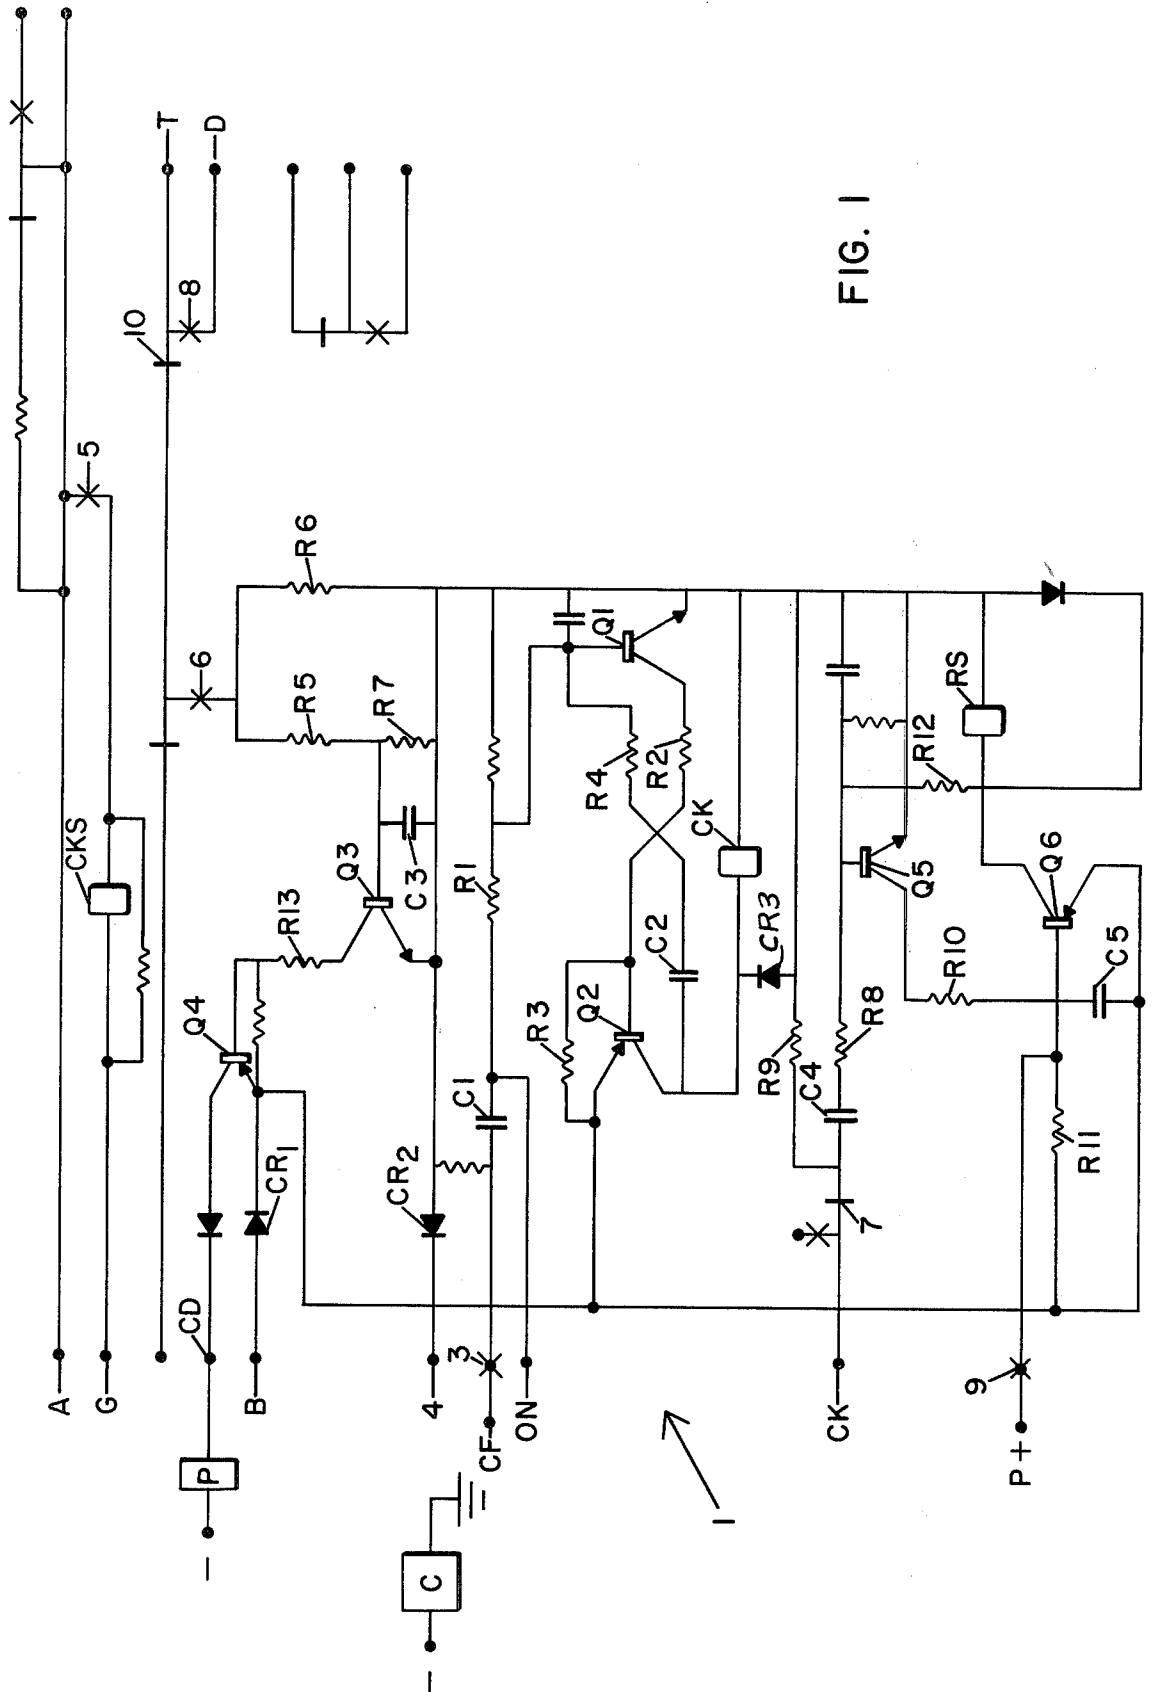 A
G
CKS
5
T
10
8
D
6
CD
P
B
CR1
Q4
R13
Q3
C3
R5
R7
R6
C
4
CR2
CF
3
ON
C1
R1
R3
Q2
C2
R4
R2
Q1
CK
CR3
CK
7
C4
R9
R8
R10
Q5
R12
RS
P+
9
R11
C5
Q6
1
FIG. 1